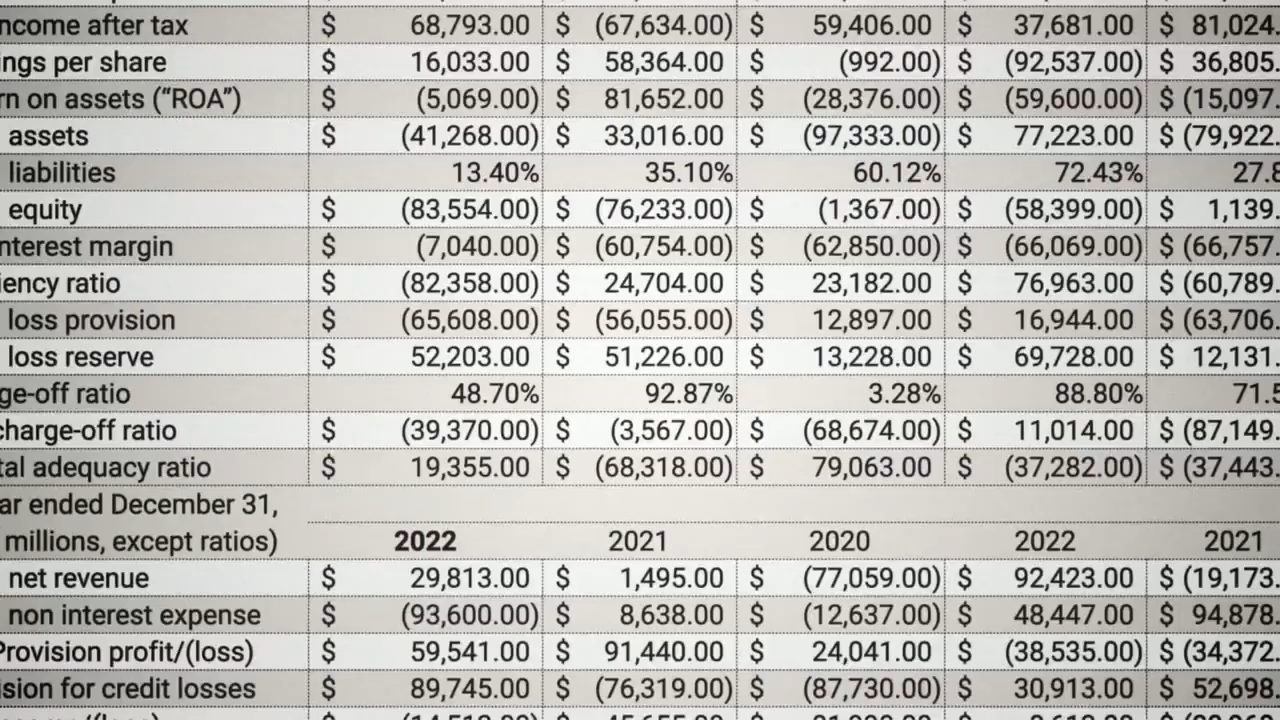 ncome after tax $ 68,793.00 $ (67,634.00) $ 59,406.00 $ 37,681.00 $ 81,024.
ings per share $ 16,033.00 $ 58,364.00 $ (992.00) $ (92,537.00) $ 36,805.
rn on assets (“ROA”) $ (5,069.00) $ 81,652.00 $ (28,376.00) $ (59,600.00) $ (15,097.
assets $ (41,268.00) $ 33,016.00 $ (97,333.00) $ 77,223.00 $ (79,922.
liabilities 13.40% 35.10% 60.12% 72.43% 27.8
equity $ (83,554.00) $ (76,233.00) $ (1,367.00) $ (58,399.00) $ 1,139.
nterest margin $ (7,040.00) $ (60,754.00) $ (62,850.00) $ (66,069.00) $ (66,757.
iency ratio $ (82,358.00) $ 24,704.00 $ 23,182.00 $ 76,963.00 $ (60,789.
loss provision $ (65,608.00) $ (56,055.00) $ 12,897.00 $ 16,944.00 $ (63,706.
loss reserve $ 52,203.00 $ 51,226.00 $ 13,228.00 $ 69,728.00 $ 12,131.
ge-off ratio 48.70% 92.87% 3.28% 88.80% 71.5
charge-off ratio $ (39,370.00) $ (3,567.00) $ (68,674.00) $ 11,014.00 $ (87,149.
tal adequacy ratio $ 19,355.00 $ (68,318.00) $ 79,063.00 $ (37,282.00) $ (37,443.
ar ended December 31,
millions, except ratios) 2022 2021 2020 2022 2021
net revenue $ 29,813.00 $ 1,495.00 $ (77,059.00) $ 92,423.00 $ (19,173.
non interest expense $ (93,600.00) $ 8,638.00 $ (12,637.00) $ 48,447.00 $ 94,878.
Provision profit/(loss) $ 59,541.00 $ 91,440.00 $ 24,041.00 $ (38,535.00) $ (34,372.
ision for credit losses $ 89,745.00 $ (76,319.00) $ (87,730.00) $ 30,913.00 $ 52,698.